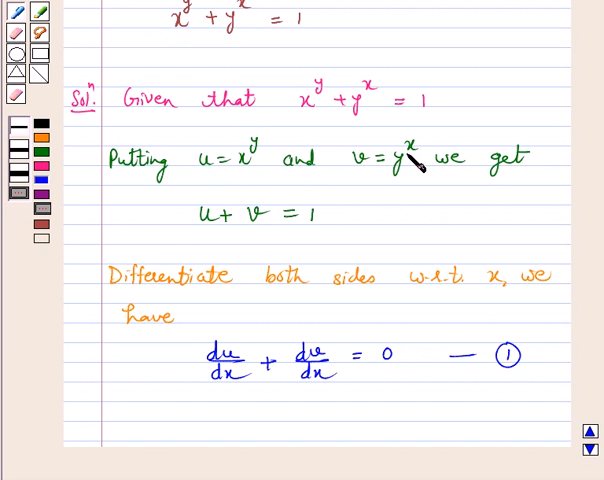 x^y + y^x = 1
Solⁿ. Given that x^y + y^x = 1
Putting u = x^y and v = y^x, we get
u + v = 1
Differentiate both sides w.r.t. x, we
have
du/dx + dv/dx = 0 — ①